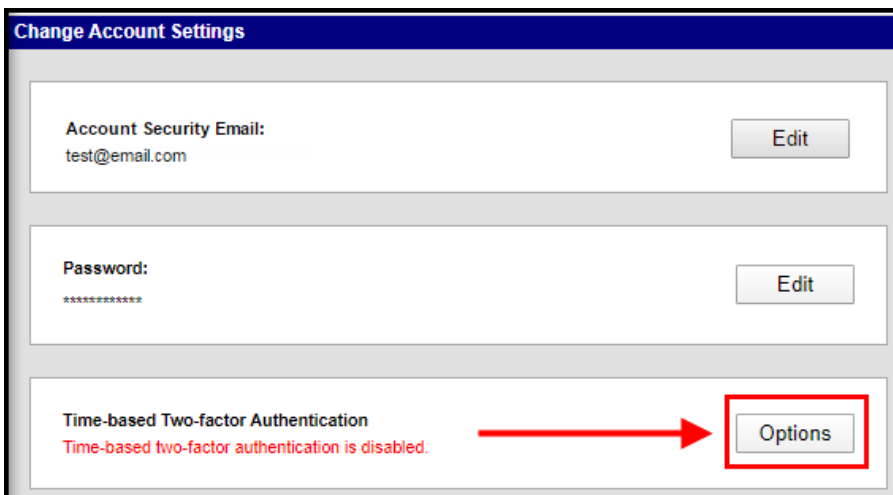 Change Account Settings
Account Security Email:
test@email.com
Edit
Password:
************
Edit
Time-based Two-factor Authentication
Time-based two-factor authentication is disabled.
Options